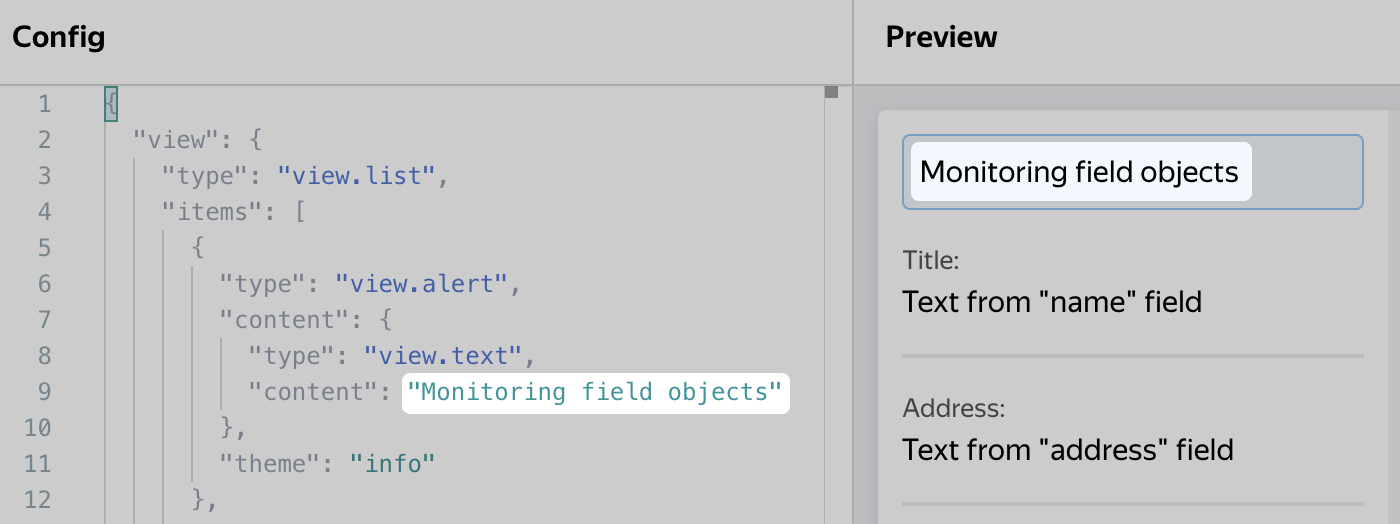 Config
1 {
2 "view": {
3 "type": "view.list",
4 "items": [
5 {
6 "type": "view.alert",
7 "content": {
8 "type": "view.text",
9 "content": "Monitoring field objects"
10 },
11 "theme": "info"
12 },
Preview
Monitoring field objects
Title:
Text from "name" field
Address:
Text from "address" field